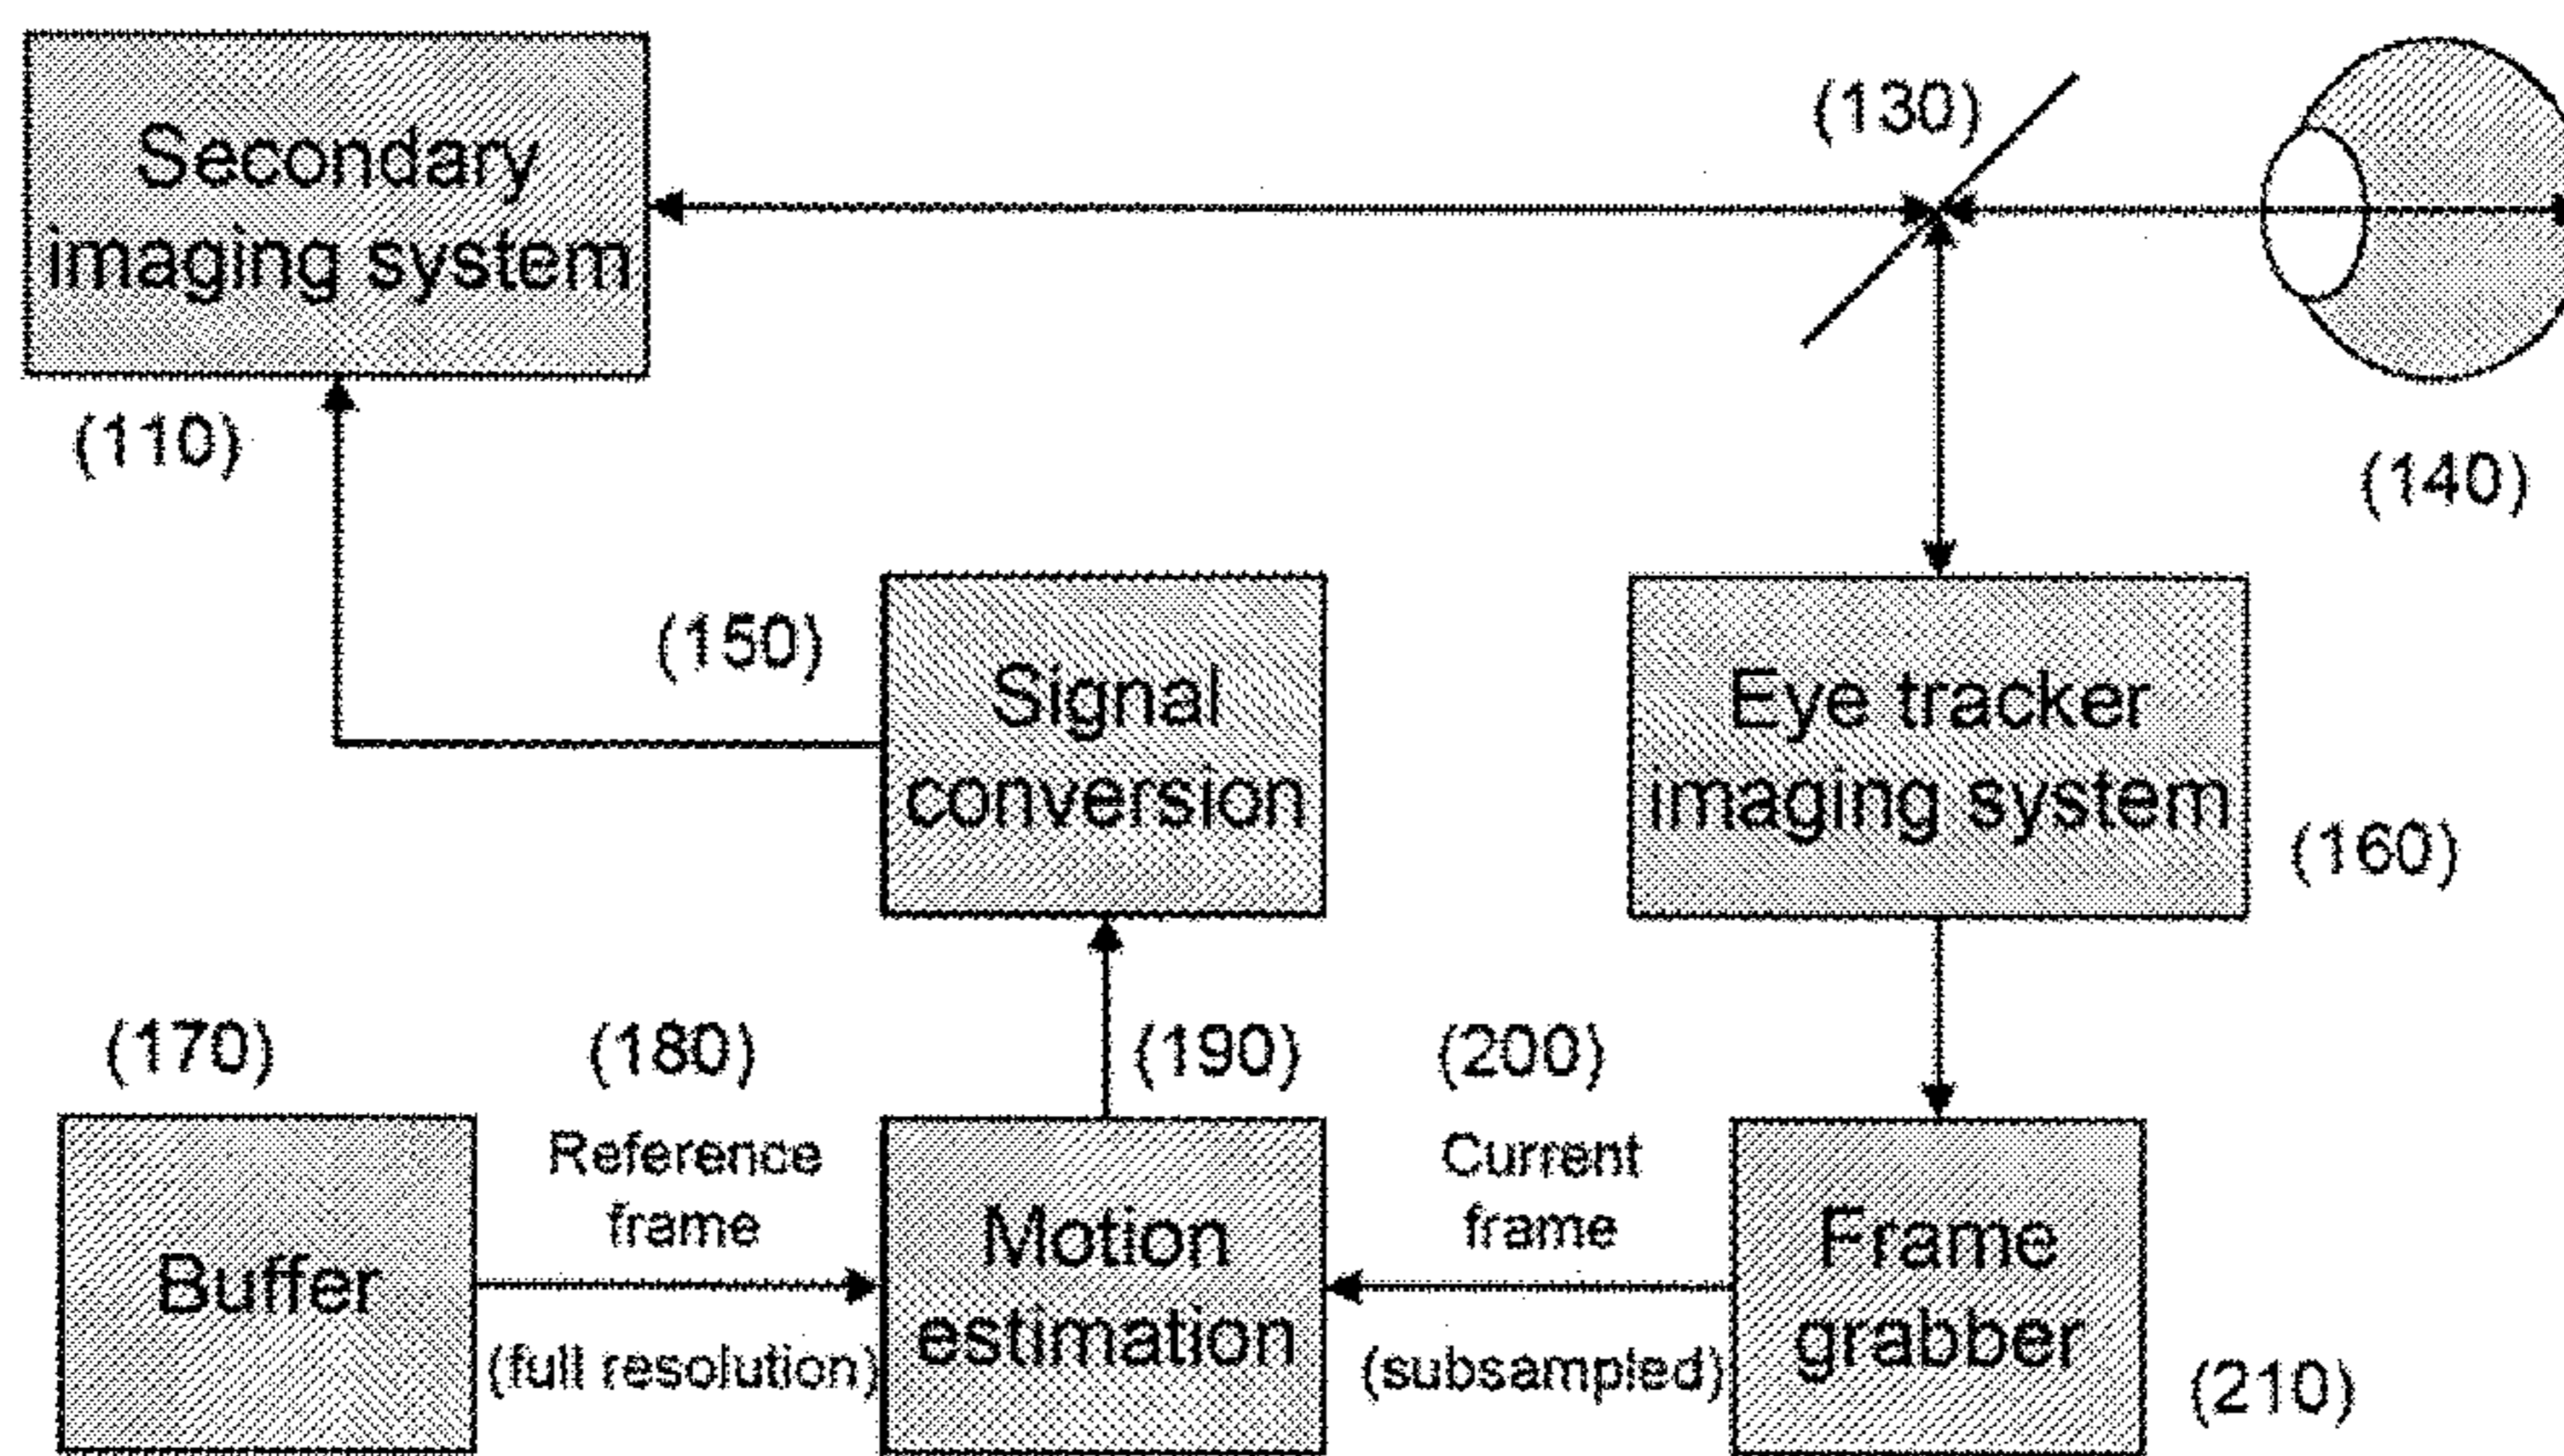 (130)
Secondary
imaging system
(110)
(140)
(150)
Signal
conversion
Eye tracker
imaging system
(160)
(170)
(180)
(190)
(200)
Reference
frame
Current
frame
Buffer
Motion
estimation
Frame
grabber
(full resolution)
(subsampled)
(210)